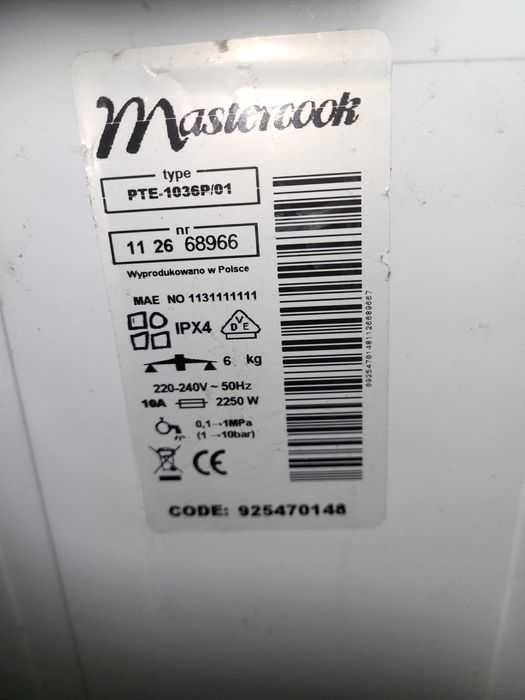 Mastercook
type
PTE-1036P/01
nr
11 26 68966
Wyprodukowano w Polsce
MAE NO 1131111111
IPX4
DVE
6 kg
220-240V ~ 50Hz
10A 2250 W
0,1→1MPa
(1 →10bar)
CE
CODE: 925470148